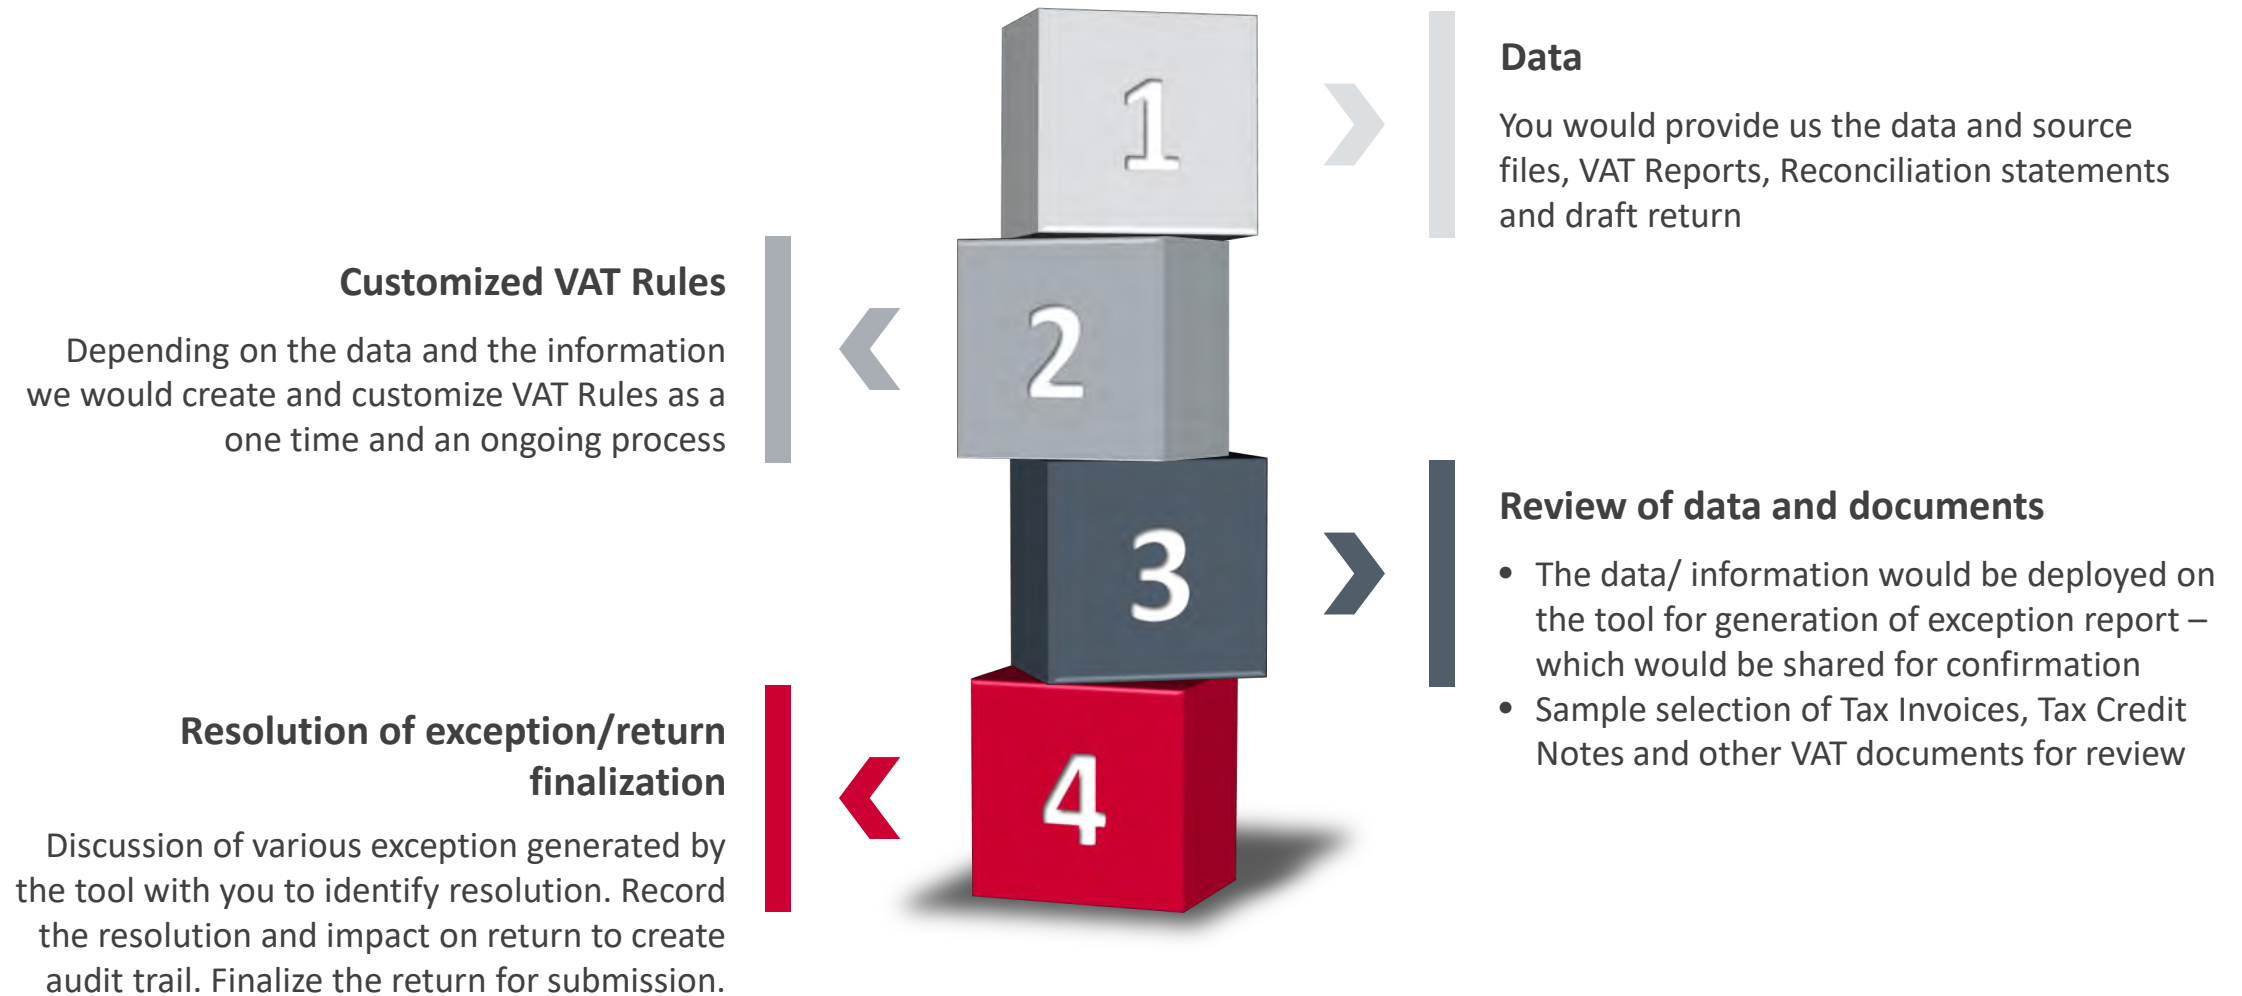 1
Data
You would provide us the data and source
files, VAT Reports, Reconciliation statements
and draft return
2
Customized VAT Rules
Depending on the data and the information
we would create and customize VAT Rules as a
one time and an ongoing process
3
Review of data and documents
• The data/ information would be deployed on
the tool for generation of exception report –
which would be shared for confirmation
• Sample selection of Tax Invoices, Tax Credit
Notes and other VAT documents for review
4
Resolution of exception/return
finalization
Discussion of various exception generated by
the tool with you to identify resolution. Record
the resolution and impact on return to create
audit trail. Finalize the return for submission.